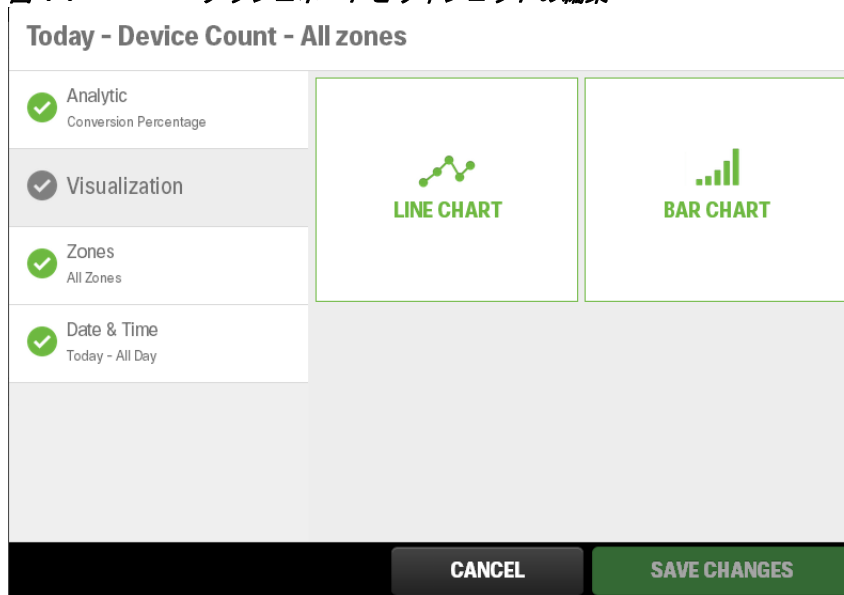 Today - Device Count - All zones
Analytic
Conversion Percentage
Visualization
Zones
All Zones
Date & Time
Today - All Day
LINE CHART
BAR CHART
CANCEL
SAVE CHANGES